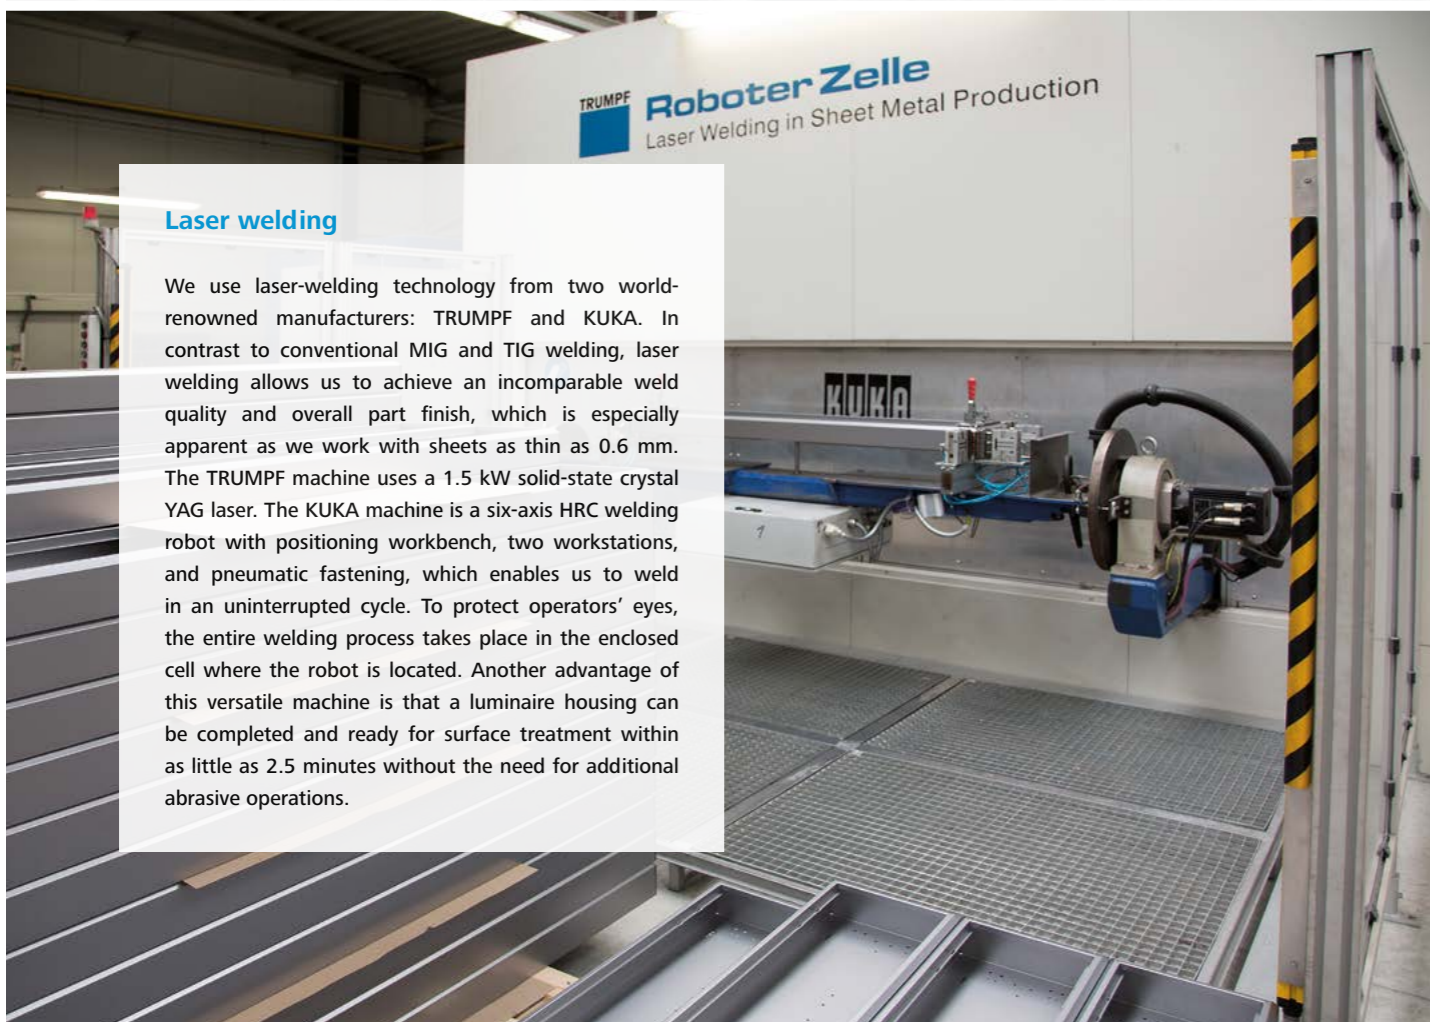 TRUMPF
Roboter Zelle
Laser Welding in Sheet Metal Production
Laser welding
We use laser-welding technology from two world-
renowned manufacturers: TRUMPF and KUKA. In
contrast to conventional MIG and TIG welding, laser
welding allows us to achieve an incomparable weld
quality and overall part finish, which is especially
apparent as we work with sheets as thin as 0.6 mm.
The TRUMPF machine uses a 1.5 kW solid-state crystal
YAG laser. The KUKA machine is a six-axis HRC welding
robot with positioning workbench, two workstations,
and pneumatic fastening, which enables us to weld
in an uninterrupted cycle. To protect operators’ eyes,
the entire welding process takes place in the enclosed
cell where the robot is located. Another advantage of
this versatile machine is that a luminaire housing can
be completed and ready for surface treatment within
as little as 2.5 minutes without the need for additional
abrasive operations.
KUKA
1